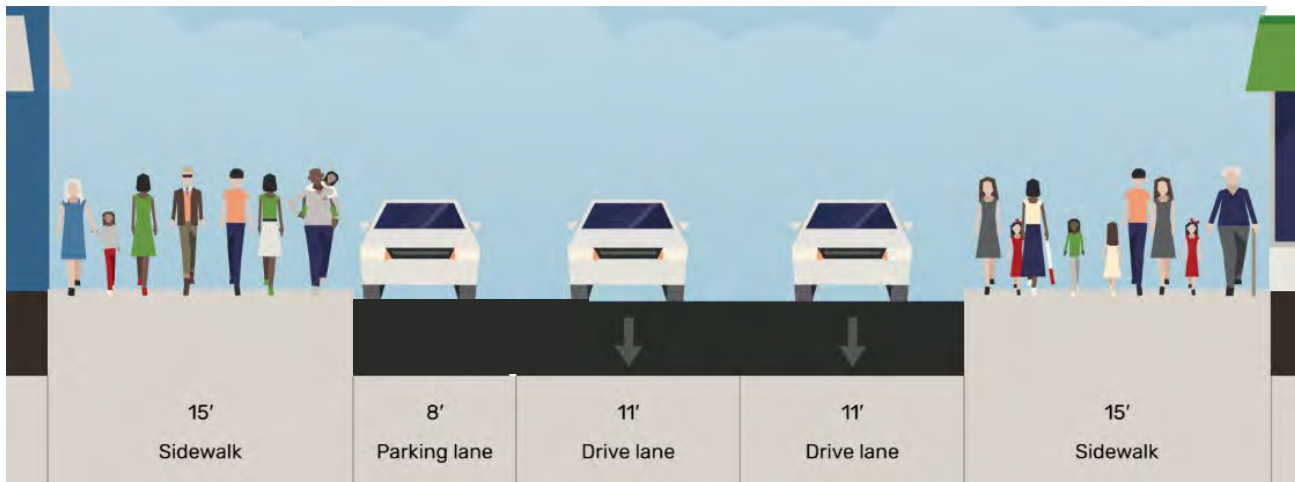 15′
Sidewalk
8′
Parking lane
11′
Drive lane
11′
Drive lane
15′
Sidewalk